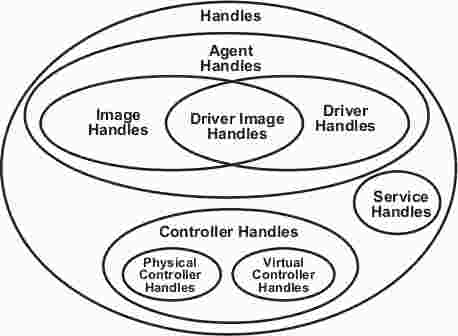 Handles
Agent
Handles
Image
Handles
Driver Image
Handles
Driver
Handles
Service
Handles
Controller Handles
Physical
Controller
Handles
Virtual
Controller
Handles